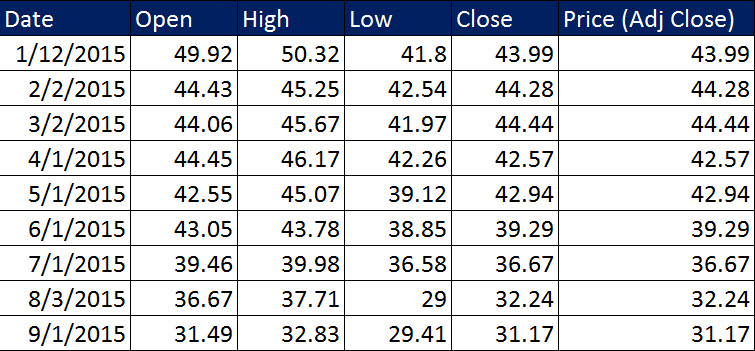 Date Open High Low Close Price (Adj Close)
1/12/2015 49.92 50.32 41.8 43.99 43.99
2/2/2015 44.43 45.25 42.54 44.28 44.28
3/2/2015 44.06 45.67 41.97 44.44 44.44
4/1/2015 44.45 46.17 42.26 42.57 42.57
5/1/2015 42.55 45.07 39.12 42.94 42.94
6/1/2015 43.05 43.78 38.85 39.29 39.29
7/1/2015 39.46 39.98 36.58 36.67 36.67
8/3/2015 36.67 37.71 29 32.24 32.24
9/1/2015 31.49 32.83 29.41 31.17 31.17